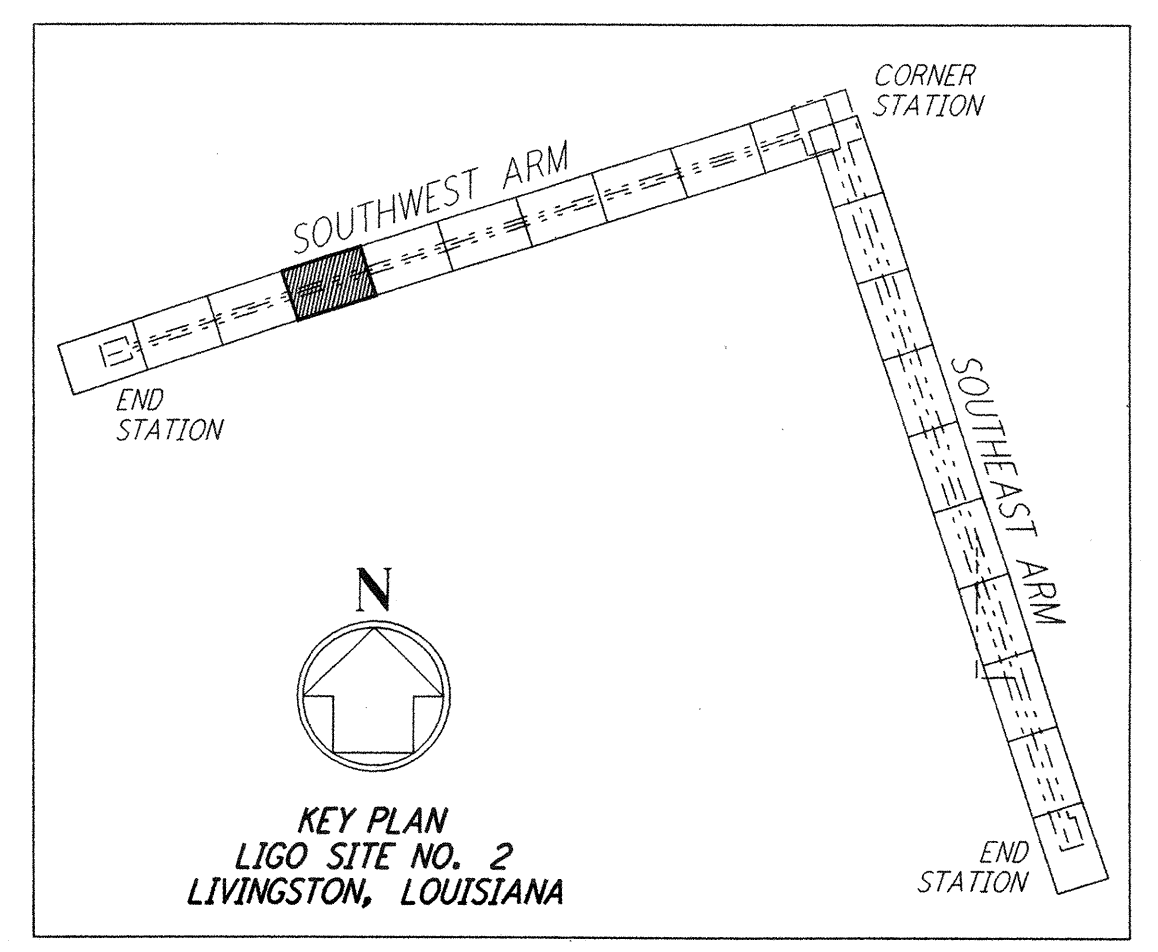 CORNER
STATION
SOUTHWEST ARM
END
STATION
SOUTHEAST ARM
N
KEY PLAN
LIGO SITE NO. 2
LIVINGSTON, LOUISIANA
END
STATION